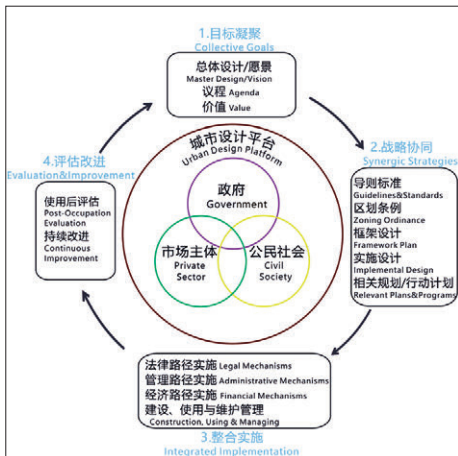 1.目标凝聚
Collective Goals
总体设计/愿景
Master Design/Vision
议程 Agenda
价值 Value
城市设计平台
Urban Design Platform
政府
Government
市场主体
Private
Sector
公民社会
Civil
Society
2.战略协同
Synergic Strategies
导则标准
Guidelines&Standards
区划条例
Zoning Ordinance
框架设计
Framework Plan
实施设计
Implemental Design
相关规划/行动计划
Relevant Plans&Programs
法律路径实施 Legal Mechanisms
管理路径实施 Administrative Mechanisms
经济路径实施 Financial Mechanisms
建设、使用与维护管理
Construction, Using & Managing
3.整合实施
Integrated Implementation
4.评估改进
Evaluation&Improvement
使用后评估
Post-Occupation
Evaluation
持续改进
Continuous
Improvement